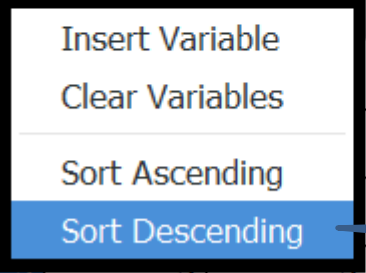 Insert Variable
Clear Variables
Sort Ascending
Sort Descending